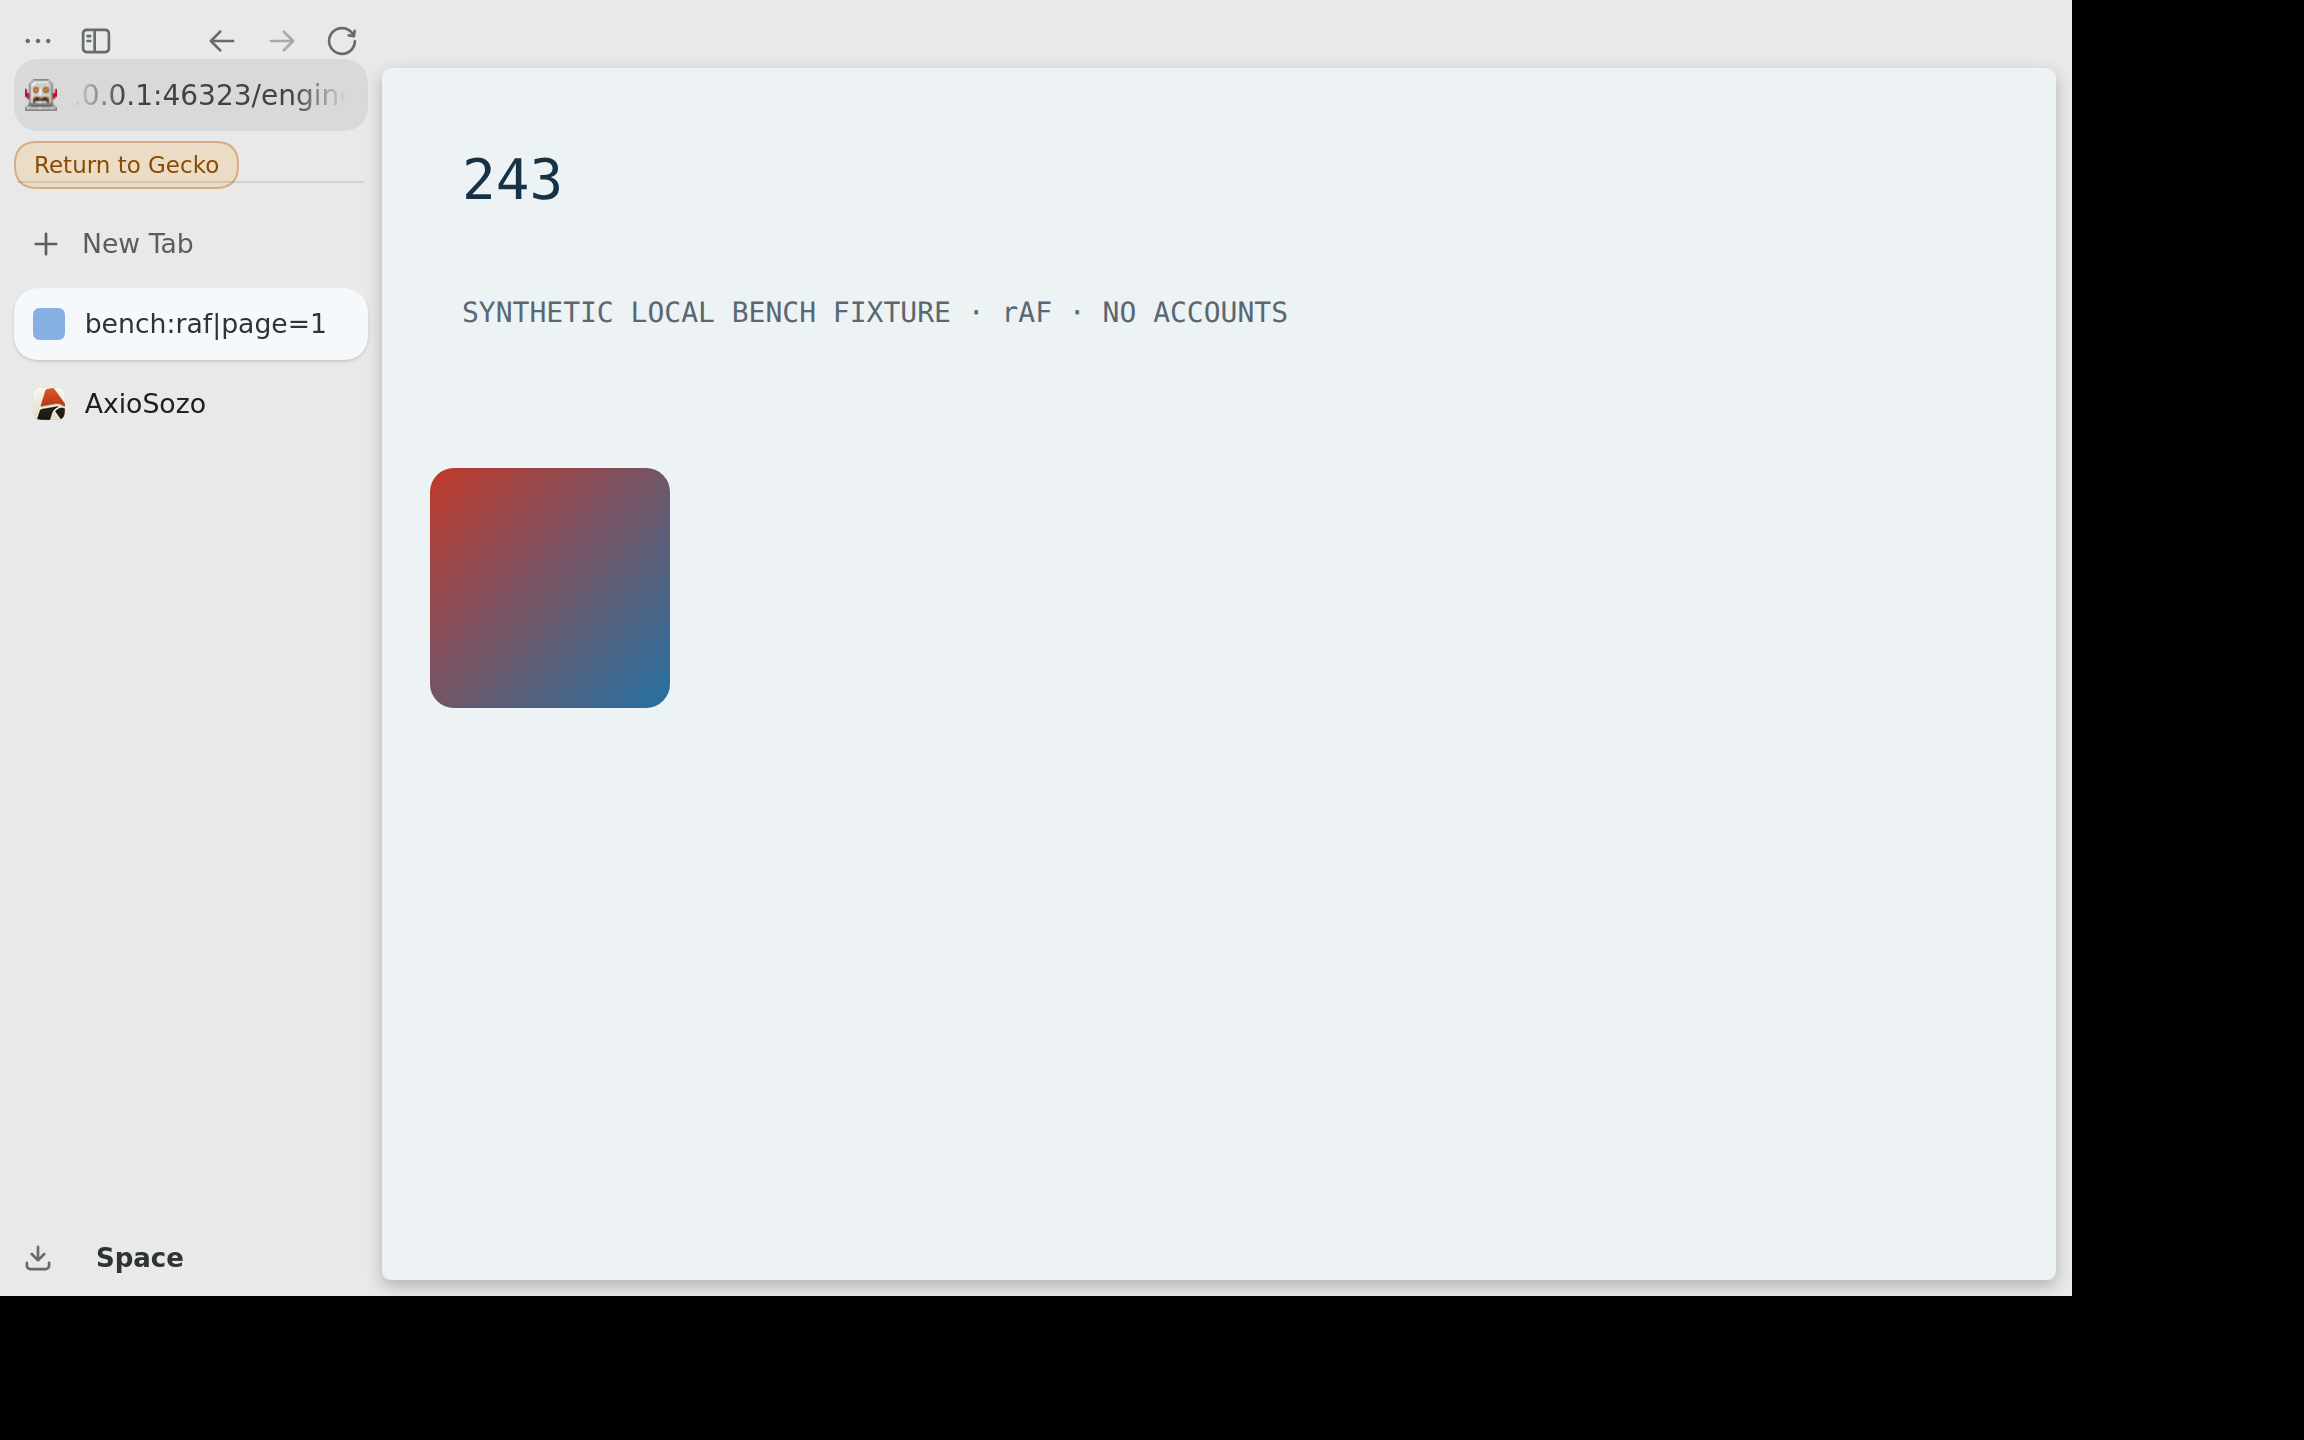 .0.0.1:46323/engin
Return to Gecko
New Tab
bench:raf|page=1
AxioSozo
Space
243
SYNTHETIC LOCAL BENCH FIXTURE · rAF · NO ACCOUNTS